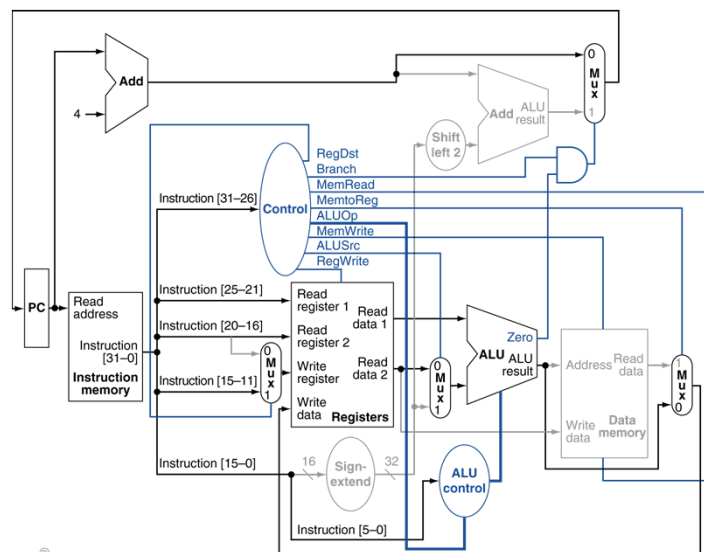 0
Mux
1
Add
4
Add
ALU
result
Shift
left 2
RegDst
Branch
MemRead
MemtoReg
ALUOp
MemWrite
ALUSrc
RegWrite
Instruction [31–26]
Control
PC
Read
address
Instruction
[31–0]
Instruction
memory
Instruction [25–21]
Instruction [20–16]
Instruction [15–11]
0
Mux
1
Read
register 1
Read
register 2
Write
register
Write
data
Read
data 1
Read
data 2
Registers
0
Mux
1
Zero
ALU
ALU
result
Address
Read
data
Write
data
Data
memory
1
Mux
0
Instruction [15–0]
16
Sign-
extend
32
ALU
control
Instruction [5–0]